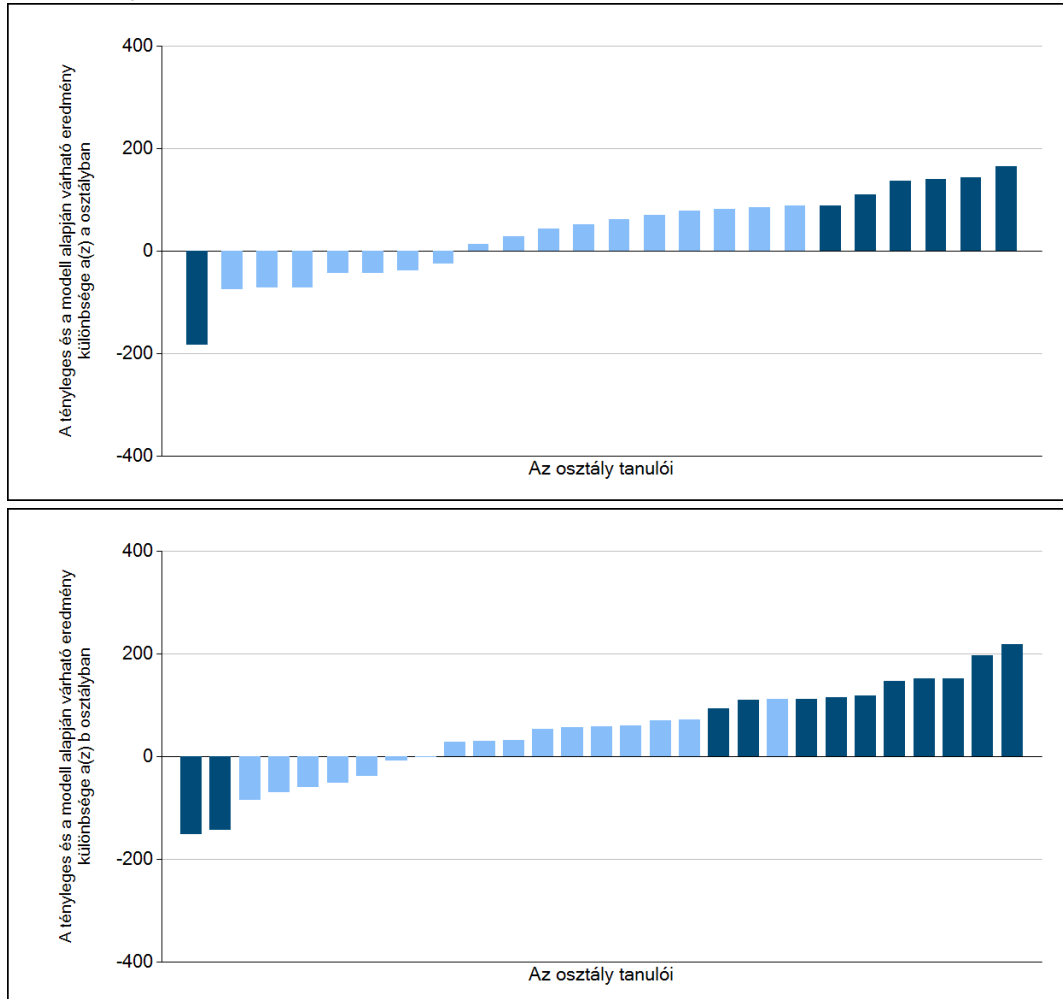 A tényleges és a modell alapján várható eredmény
különbsége a(z) a osztályban
400
200
0
-200
-400
Az osztály tanulói
A tényleges és a modell alapján várható eredmény
különbsége a(z) b osztályban
400
200
0
-200
-400
Az osztály tanulói